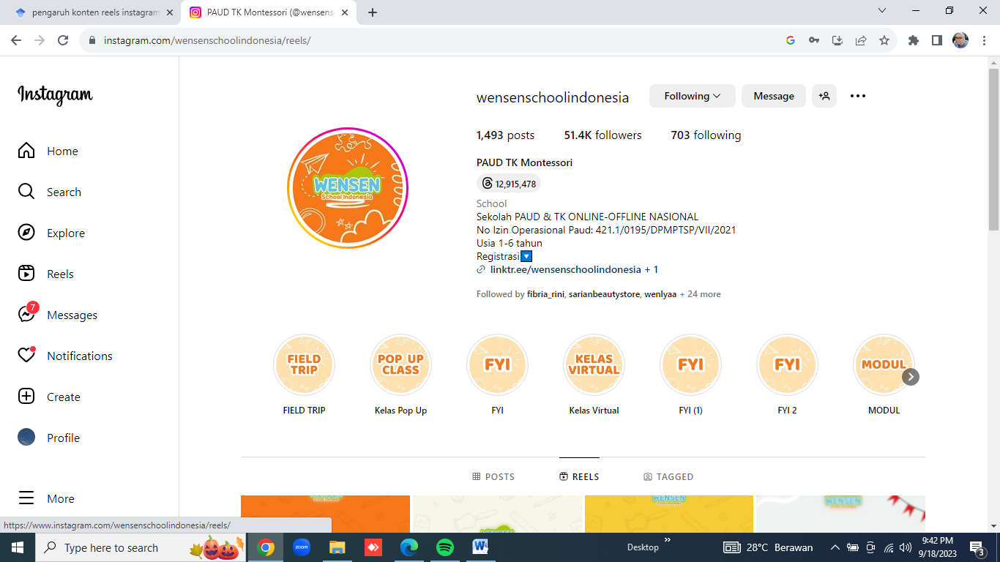 pengaruh konten reels instagram
PAUD TK Montessori (@wensens
instagram.com/wensenschoolindonesia/reels/
Instagram
Home
Search
Explore
Reels
7
Messages
Notifications
Create
Profile
More
wensenschoolindonesia
Following
Message
1,493 posts 51.4K followers 703 following
PAUD TK Montessori
12,915,478
School
Sekolah PAUD & TK ONLINE-OFFLINE NASIONAL
No Izin Operasional Paud: 421.1/0195/DPMPTSP/VII/2021
Usia 1-6 tahun
Registrasi
linktr.ee/wensenschoolindonesia + 1
Followed by fibria_rini, sarianbeautystore, wenlyaa + 24 more
WENSEN
School Indonesia
FIELD
TRIP
POP UP
CLASS
FYI
KELAS
VIRTUAL
FYI
FYI
MODUL
FIELD TRIP
Kelas Pop Up
FYI
Kelas Virtual
FYI (1)
FYI 2
MODUL
POSTS
REELS
TAGGED
WENSEN
WENSEN
WENSEN
https://www.instagram.com/wensenschoolindonesia/reels/
Type here to search
zoom
W
Desktop
28°C Berawan
9:42 PM
9/18/2023
3